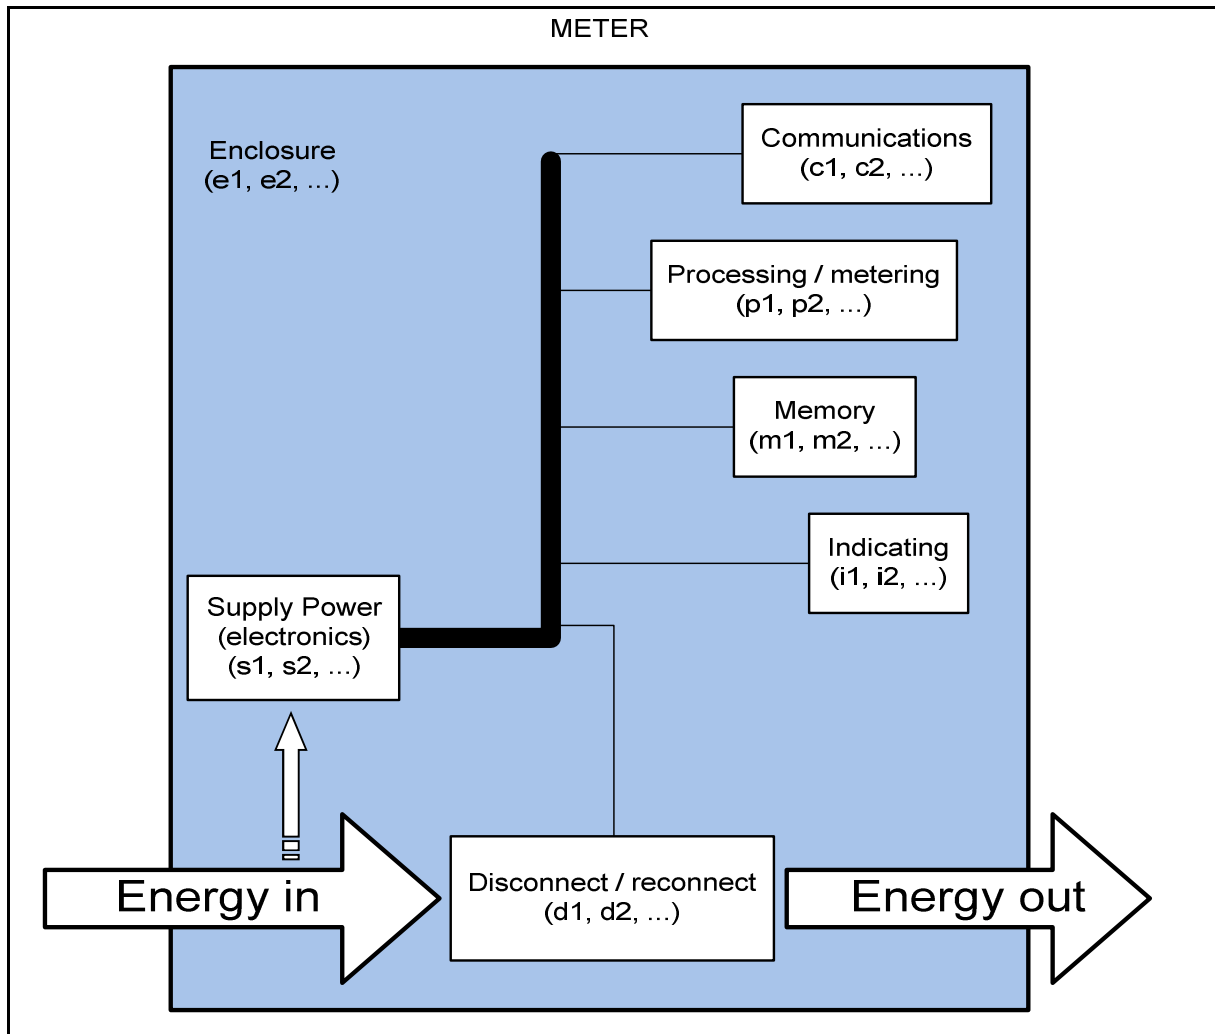 METER
Enclosure
(e1, e2, ...)
Communications
(c1, c2, ...)
Processing / metering
(p1, p2, ...)
Memory
(m1, m2, ...)
Indicating
(i1, i2, ...)
Supply Power
(electronics)
(s1, s2, ...)
Energy in
Disconnect / reconnect
(d1, d2, ...)
Energy out